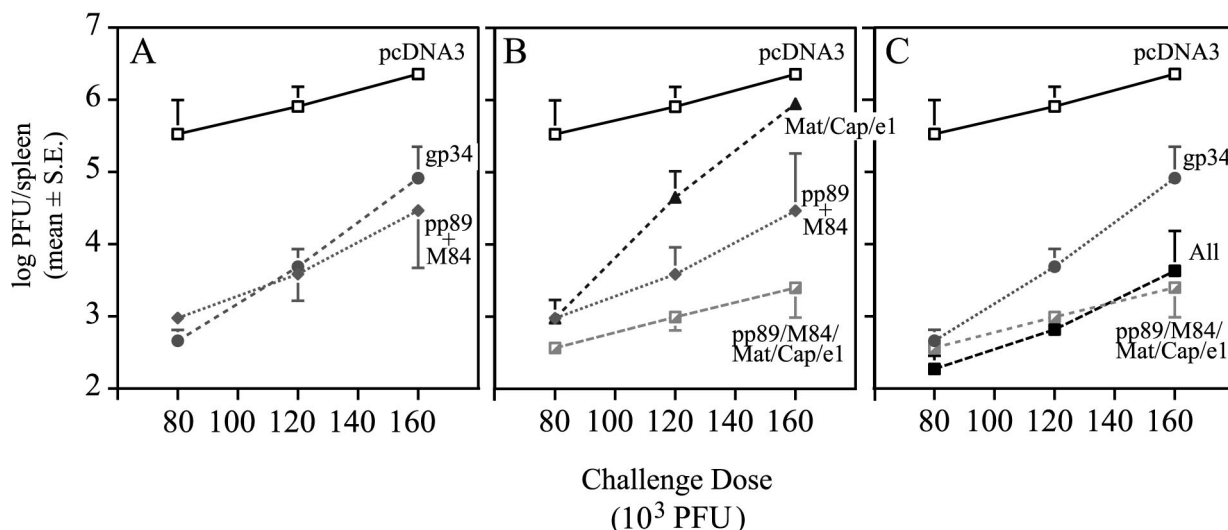 log PFU/spleen
(mean ± S.E.)
7
6
5
4
3
2
A
pcDNA3
gp34
pp89
+
M84
80
100
120
140
160
B
pcDNA3
Mat/Cap/e1
pp89
+
M84
pp89/M84/
Mat/Cap/e1
80
100
120
140
160
C
pcDNA3
gp34
All
pp89/M84/
Mat/Cap/e1
80
100
120
140
160
Challenge Dose
(10³ PFU)